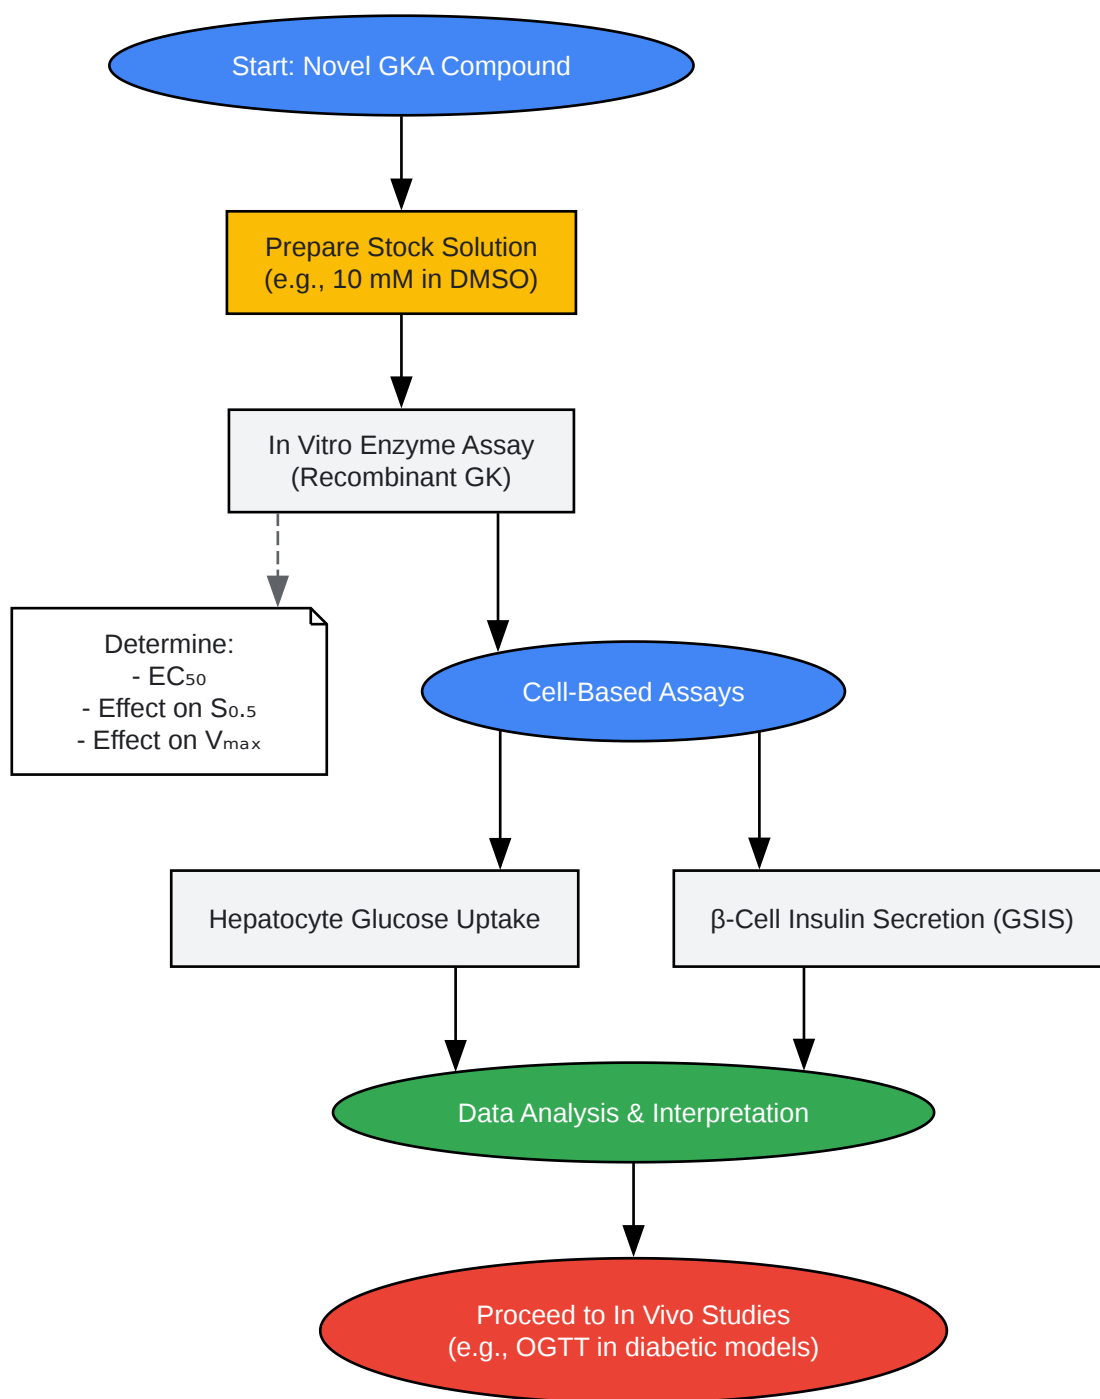 Start: Novel GKA Compound
Prepare Stock Solution
(e.g., 10 mM in DMSO)
In Vitro Enzyme Assay
(Recombinant GK)
Determine:
- EC₅₀
- Effect on S₀.₅
- Effect on Vₘₐₓ
Cell-Based Assays
Hepatocyte Glucose Uptake
β-Cell Insulin Secretion (GSIS)
Data Analysis & Interpretation
Proceed to In Vivo Studies
(e.g., OGTT in diabetic models)